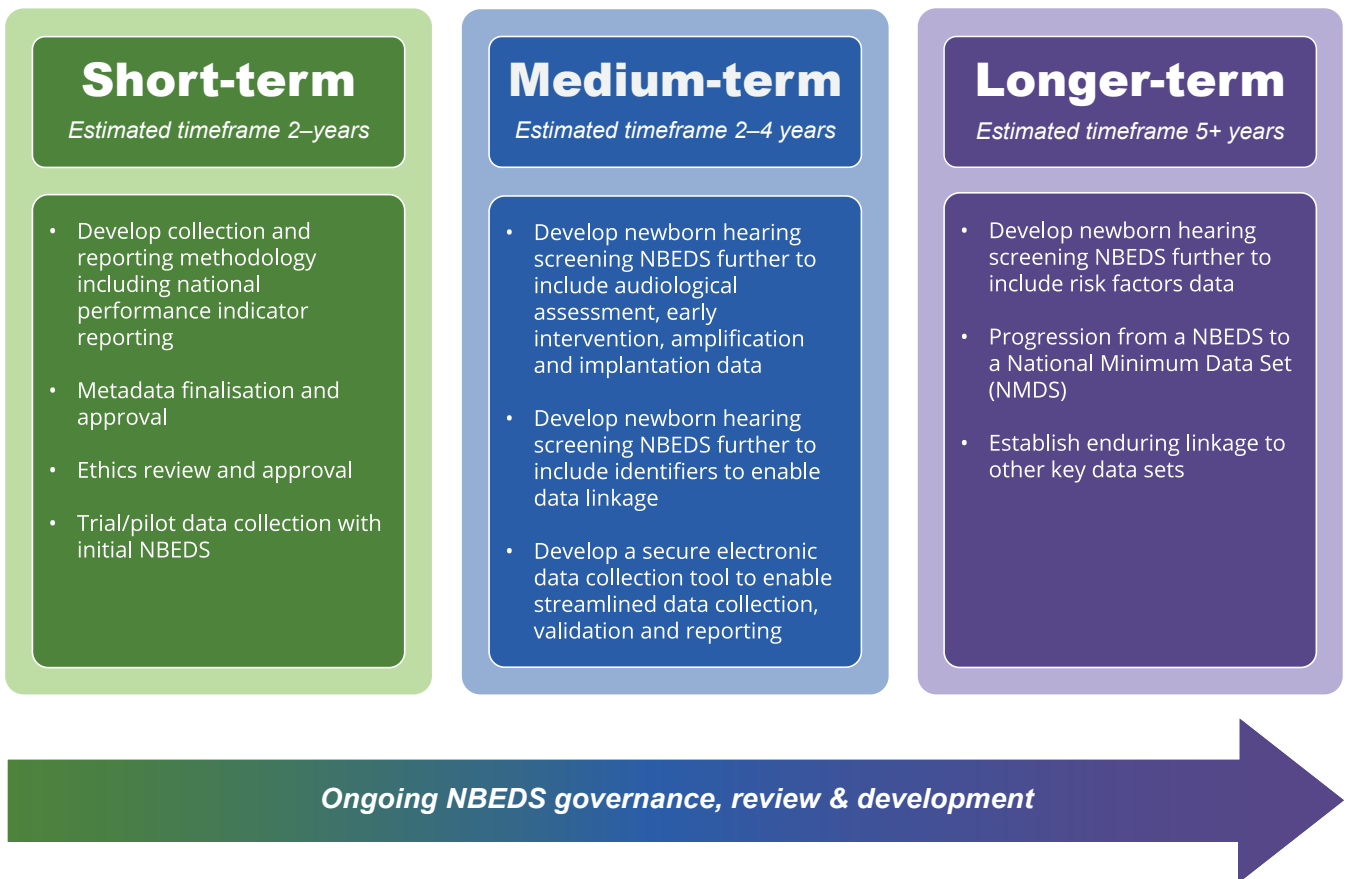 Short-term
Estimated timeframe 2–years
• Develop collection and
reporting methodology
including national
performance indicator
reporting
• Metadata finalisation and
approval
• Ethics review and approval
• Trial/pilot data collection with
initial NBEDS
Medium-term
Estimated timeframe 2–4 years
• Develop newborn hearing
screening NBEDS further to
include audiological
assessment, early
intervention, amplification
and implantation data
• Develop newborn hearing
screening NBEDS further to
include identifiers to enable
data linkage
• Develop a secure electronic
data collection tool to enable
streamlined data collection,
validation and reporting
Longer-term
Estimated timeframe 5+ years
• Develop newborn hearing
screening NBEDS further to
include risk factors data
• Progression from a NBEDS to
a National Minimum Data Set
(NMDS)
• Establish enduring linkage to
other key data sets
Ongoing NBEDS governance, review & development